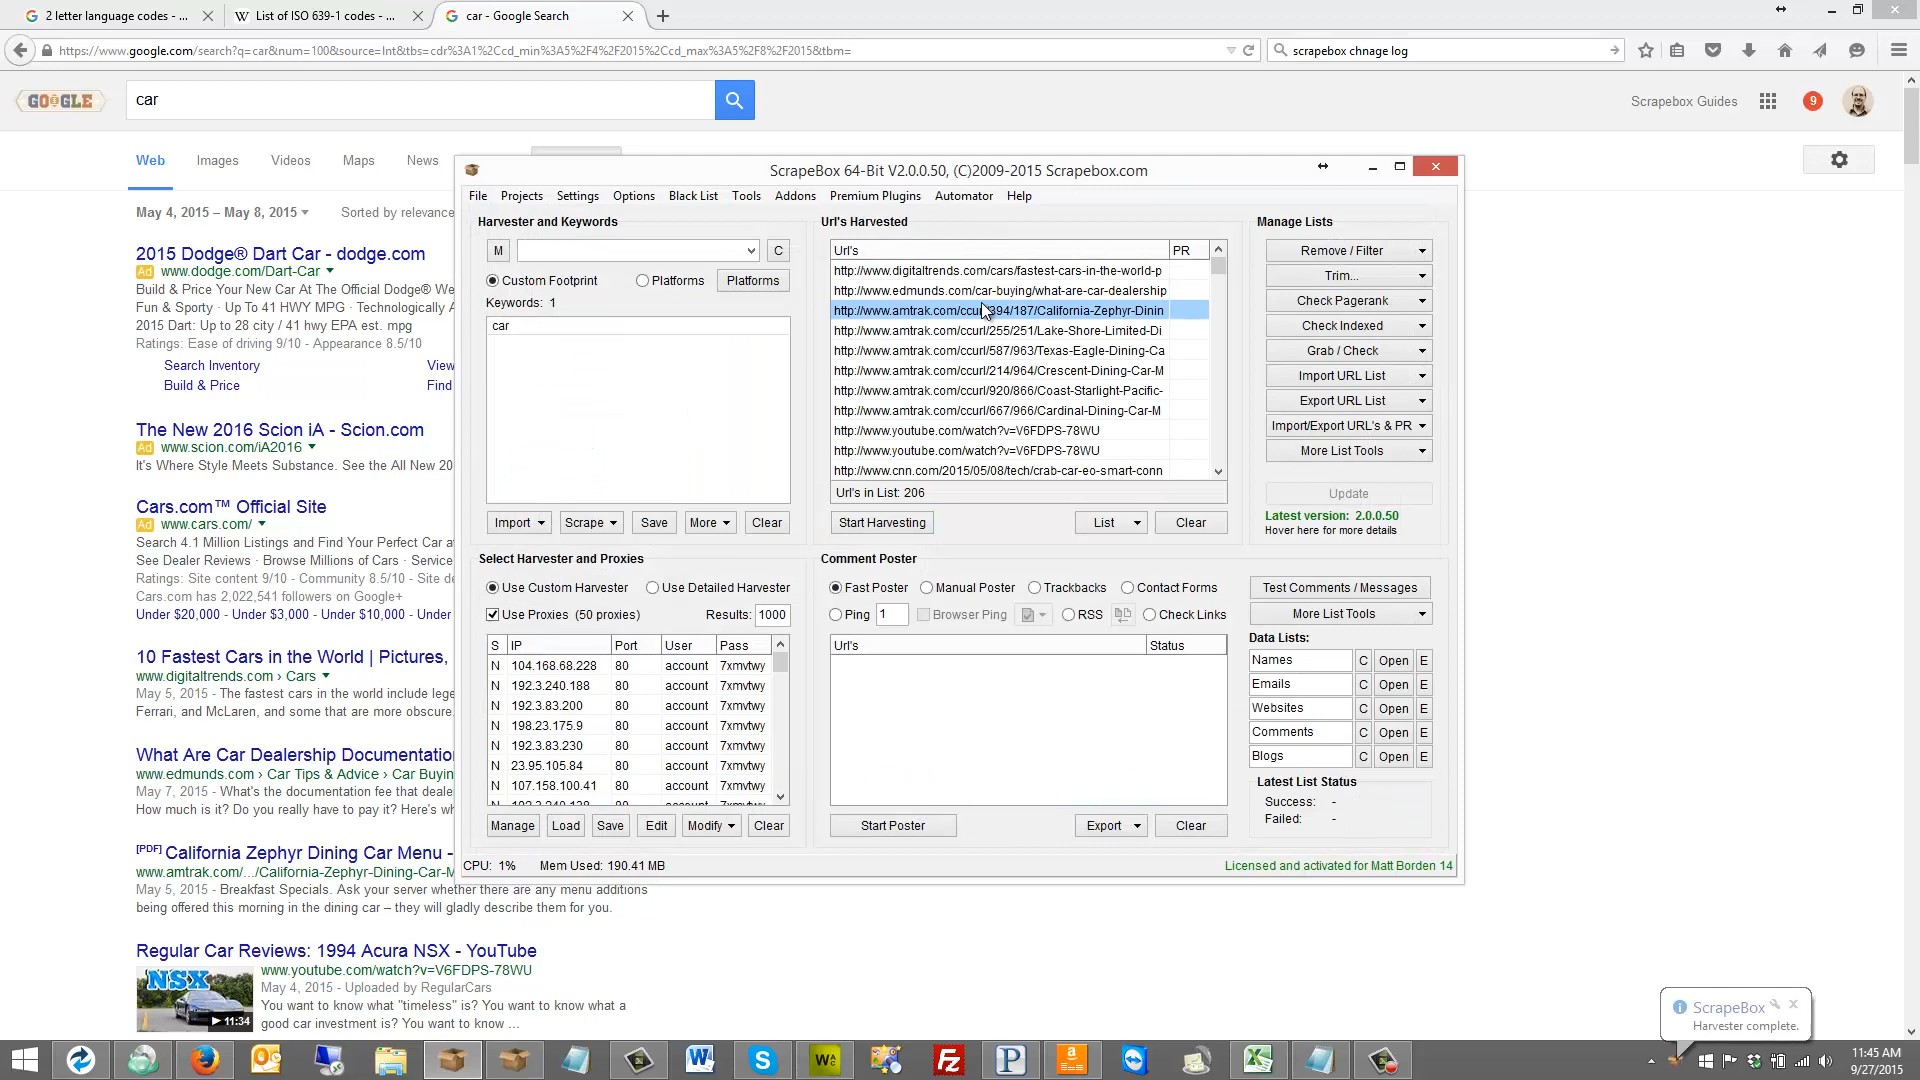 2 letter language codes - ...
List of ISO 639-1 codes - ...
car - Google Search
https://www.google.com/search?q=car&num=100&source=lnt&tbs=cdr%3A1%2Ccd_min%3A5%2F4%2F2015%2Ccd_max%3A5%2F8%2F2015&tbm=
scrapebox chnage log
GOOGLE
car
Scrapebox Guides
9
Web
Images
Videos
Maps
News
May 4, 2015 – May 8, 2015
Sorted by relevance
2015 Dodge® Dart Car - dodge.com
Ad www.dodge.com/Dart-Car
Build & Price Your New Car At The Official Dodge® We
Fun & Sporty · Up To 41 HWY MPG · Technologically A
2015 Dart: Up to 28 city / 41 hwy EPA est. mpg
Ratings: Ease of driving 9/10 - Appearance 8.5/10
Search Inventory
View
Build & Price
Find
The New 2016 Scion iA - Scion.com
Ad www.scion.com/iA2016
It's Where Style Meets Substance. See the All New 20
Cars.com™ Official Site
Ad www.cars.com/
Search 4.1 Million Listings and Find Your Perfect Car at
See Dealer Reviews · Browse Millions of Cars · Service
Ratings: Site content 9/10 - Community 8.5/10 - Site de
Cars.com has 2,022,541 followers on Google+
Under $20,000 - Under $3,000 - Under $10,000 - Under
10 Fastest Cars in the World | Pictures,
www.digitaltrends.com › Cars
May 5, 2015 - The fastest cars in the world include lege
Ferrari, and McLaren, and some that are more obscure.
What Are Car Dealership Documentatio
www.edmunds.com › Car Tips & Advice › Car Buyin
May 7, 2015 - What's the documentation fee that deale
How much is it? Do you really have to pay it? Here's wh
[PDF] California Zephyr Dining Car Menu -
www.amtrak.com/.../California-Zephyr-Dining-Car-M
May 5, 2015 - Breakfast Specials. Ask your server whether there are any menu additions
being offered this morning in the dining car – they will gladly describe them for you.
Regular Car Reviews: 1994 Acura NSX - YouTube
www.youtube.com/watch?v=V6FDPS-78WU
May 4, 2015 - Uploaded by RegularCars
You want to know what "timeless" is? You want to know what a
good car investment is? You want to know ...
NSX
11:34
ScrapeBox 64-Bit V2.0.0.50, (C)2009-2015 Scrapebox.com
File
Projects
Settings
Options
Black List
Tools
Addons
Premium Plugins
Automator
Help
Harvester and Keywords
M
C
Custom Footprint
Platforms
Platforms
Keywords: 1
car
Import
Scrape
Save
More
Clear
Url's Harvested
Url's
PR
http://www.digitaltrends.com/cars/fastest-cars-in-the-world-p
http://www.edmunds.com/car-buying/what-are-car-dealership
http://www.amtrak.com/ccurl/394/187/California-Zephyr-Dinin
http://www.amtrak.com/ccurl/255/251/Lake-Shore-Limited-Di
http://www.amtrak.com/ccurl/587/963/Texas-Eagle-Dining-Ca
http://www.amtrak.com/ccurl/214/964/Crescent-Dining-Car-M
http://www.amtrak.com/ccurl/920/866/Coast-Starlight-Pacific-
http://www.amtrak.com/ccurl/667/966/Cardinal-Dining-Car-M
http://www.youtube.com/watch?v=V6FDPS-78WU
http://www.youtube.com/watch?v=V6FDPS-78WU
http://www.cnn.com/2015/05/08/tech/crab-car-eo-smart-conn
Url's in List: 206
Start Harvesting
List
Clear
Manage Lists
Remove / Filter
Trim...
Check Pagerank
Check Indexed
Grab / Check
Import URL List
Export URL List
Import/Export URL's & PR
More List Tools
Update
Latest version: 2.0.0.50
Hover here for more details
Select Harvester and Proxies
Use Custom Harvester
Use Detailed Harvester
Use Proxies (50 proxies)
Results: 1000
S IP Port User Pass
N 104.168.68.228 80 account 7xmvtwy
N 192.3.240.188 80 account 7xmvtwy
N 192.3.83.200 80 account 7xmvtwy
N 198.23.175.9 80 account 7xmvtwy
N 192.3.83.230 80 account 7xmvtwy
N 23.95.105.84 80 account 7xmvtwy
N 107.158.100.41 80 account 7xmvtwy
Manage
Load
Save
Edit
Modify
Clear
Comment Poster
Fast Poster
Manual Poster
Trackbacks
Contact Forms
Ping 1
Browser Ping
RSS
Check Links
Url's
Status
Start Poster
Export
Clear
Test Comments / Messages
More List Tools
Data Lists:
Names C Open E
Emails C Open E
Websites C Open E
Comments C Open E
Blogs C Open E
Latest List Status
Success: -
Failed: -
CPU: 1%
Mem Used: 190.41 MB
Licensed and activated for Matt Borden 14
ScrapeBox
Harvester complete.
11:45 AM
9/27/2015